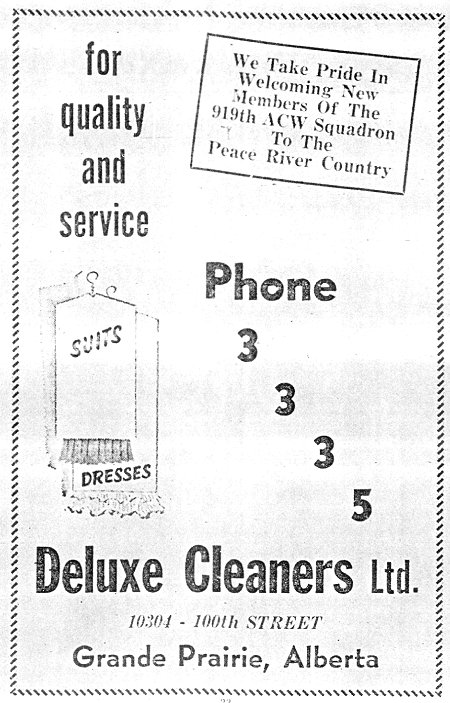 for
quality
and
service
We Take Pride In
Welcoming New
Members Of The
919th ACW Squadron
To The
Peace River Country
SUITS
DRESSES
Phone
3
3
3
5
Deluxe Cleaners Ltd.
10304 - 100th STREET
Grande Prairie, Alberta